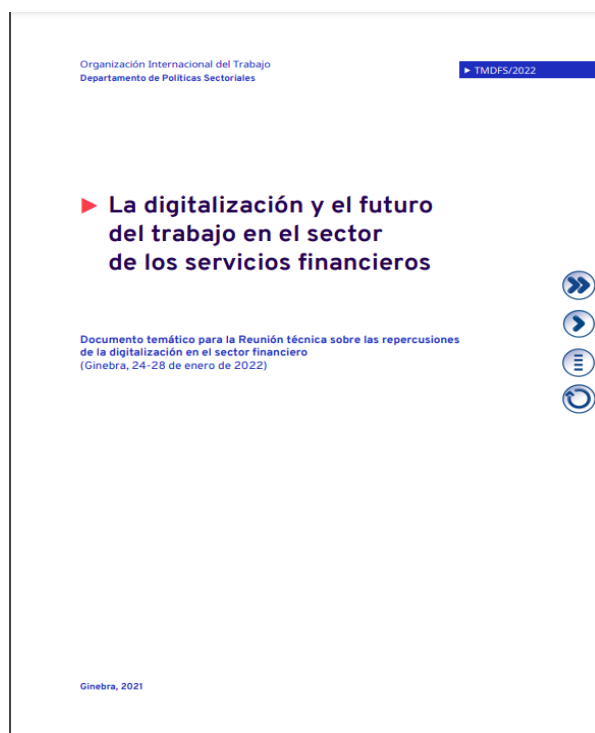 Organización Internacional del Trabajo
Departamento de Políticas Sectoriales
► TMDFS/2022
► La digitalización y el futuro
del trabajo en el sector
de los servicios financieros
Documento temático para la Reunión técnica sobre las repercusiones
de la digitalización en el sector financiero
(Ginebra, 24-28 de enero de 2022)
Ginebra, 2021